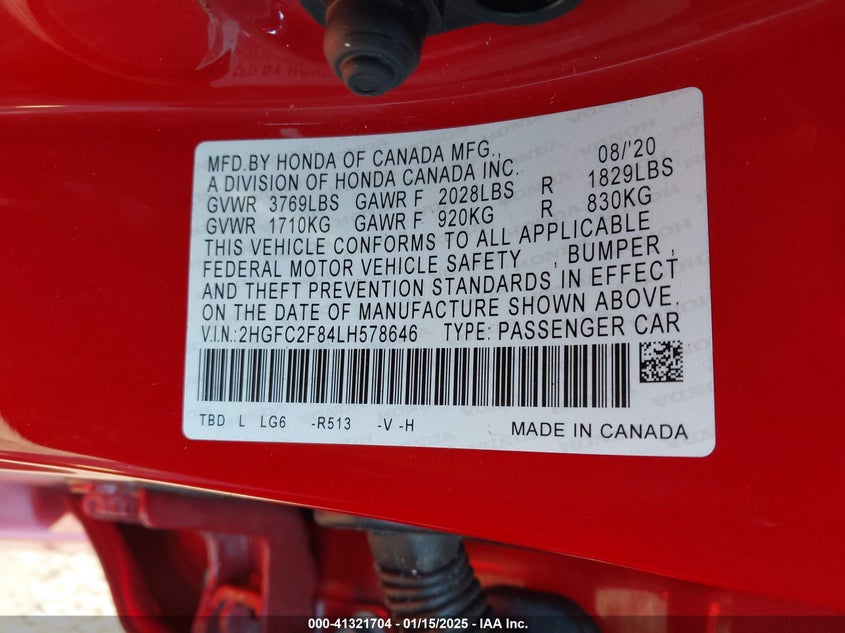 MFD.BY HONDA OF CANADA MFG., 08/'20
A DIVISION OF HONDA CANADA INC.
GVWR 3769LBS GAWR F 2028LBS R 1829LBS
GVWR 1710KG GAWR F 920KG R 830KG
THIS VEHICLE CONFORMS TO ALL APPLICABLE
FEDERAL MOTOR VEHICLE SAFETY , BUMPER ,
AND THEFT PREVENTION STANDARDS IN EFFECT
ON THE DATE OF MANUFACTURE SHOWN ABOVE.
V.I.N.:2HGFC2F84LH578646 TYPE: PASSENGER CAR
TBD L LG6 -R513 -V -H MADE IN CANADA
000-41321704 - 01/15/2025 - IAA Inc.